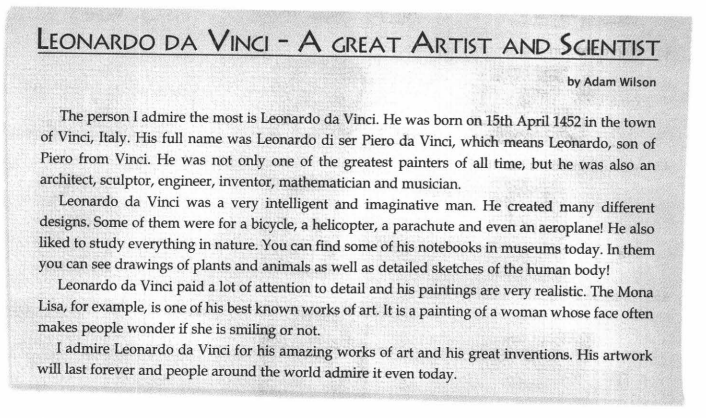 LEONARDO DA VINCI - A GREAT ARTIST AND SCIENTIST
by Adam Wilson
The person I admire the most is Leonardo da Vinci. He was born on 15th April 1452 in the town
of Vinci, Italy. His full name was Leonardo di ser Piero da Vinci, which means Leonardo, son of
Piero from Vinci. He was not only one of the greatest painters of all time, but he was also an
architect, sculptor, engineer, inventor, mathematician and musician.
Leonardo da Vinci was a very intelligent and imaginative man. He created many different
designs. Some of them were for a bicycle, a helicopter, a parachute and even an aeroplane! He also
liked to study everything in nature. You can find some of his notebooks in museums today. In them
you can see drawings of plants and animals as well as detailed sketches of the human body!
Leonardo da Vinci paid a lot of attention to detail and his paintings are very realistic. The Mona
Lisa, for example, is one of his best known works of art. It is a painting of a woman whose face often
makes people wonder if she is smiling or not.
I admire Leonardo da Vinci for his amazing works of art and his great inventions. His artwork
will last forever and people around the world admire it even today.